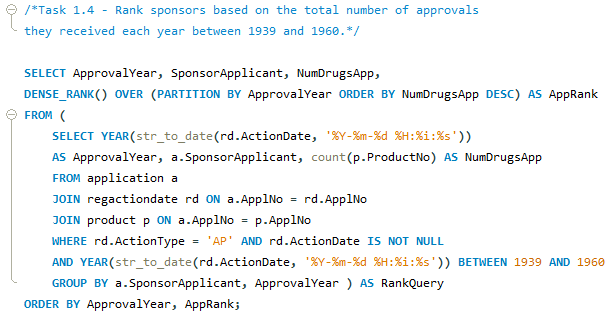 /*Task 1.4 - Rank sponsors based on the total number of approvals
they received each year between 1939 and 1960.*/
SELECT ApprovalYear, SponsorApplicant, NumDrugsApp,
DENSE_RANK() OVER (PARTITION BY ApprovalYear ORDER BY NumDrugsApp DESC) AS AppRank
FROM (
SELECT YEAR(str_to_date(rd.ActionDate, '%Y-%m-%d %H:%i:%s'))
AS ApprovalYear, a.SponsorApplicant, count(p.ProductNo) AS NumDrugsApp
FROM application a
JOIN regactiondate rd ON a.ApplNo = rd.ApplNo
JOIN product p ON a.ApplNo = p.ApplNo
WHERE rd.ActionType = 'AP' AND rd.ActionDate IS NOT NULL
AND YEAR(str_to_date(rd.ActionDate, '%Y-%m-%d %H:%i:%s')) BETWEEN 1939 AND 1960
GROUP BY a.SponsorApplicant, ApprovalYear ) AS RankQuery
ORDER BY ApprovalYear, AppRank;